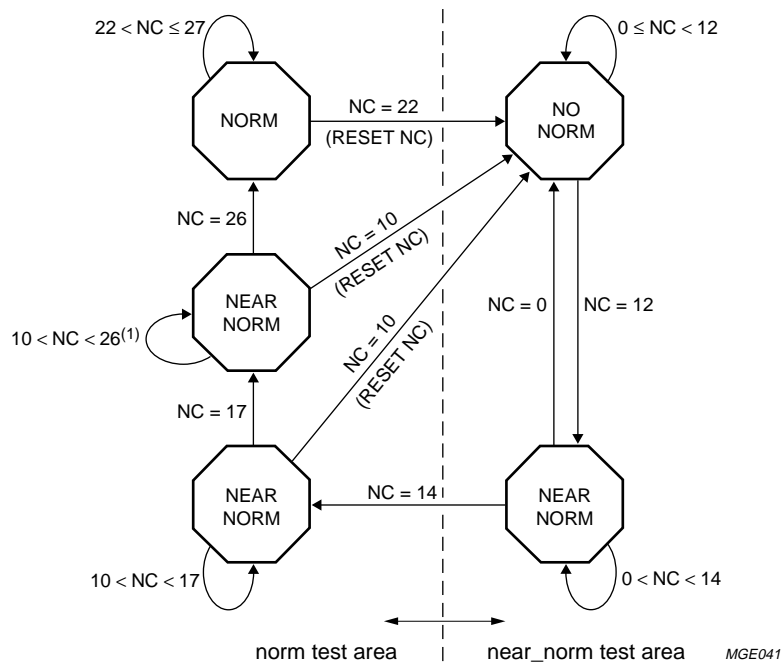 22 < NC ≤ 27
0 ≤ NC < 12
NORM
NC = 22
(RESET NC)
NO
NORM
NC = 26
NC = 10
(RESET NC)
NEAR
NORM
10 < NC < 26(1)
NC = 10
(RESET NC)
NC = 0
NC = 12
NC = 17
NEAR
NORM
NC = 14
NEAR
NORM
10 < NC < 17
0 < NC < 14
norm test area
near_norm test area
MGE041